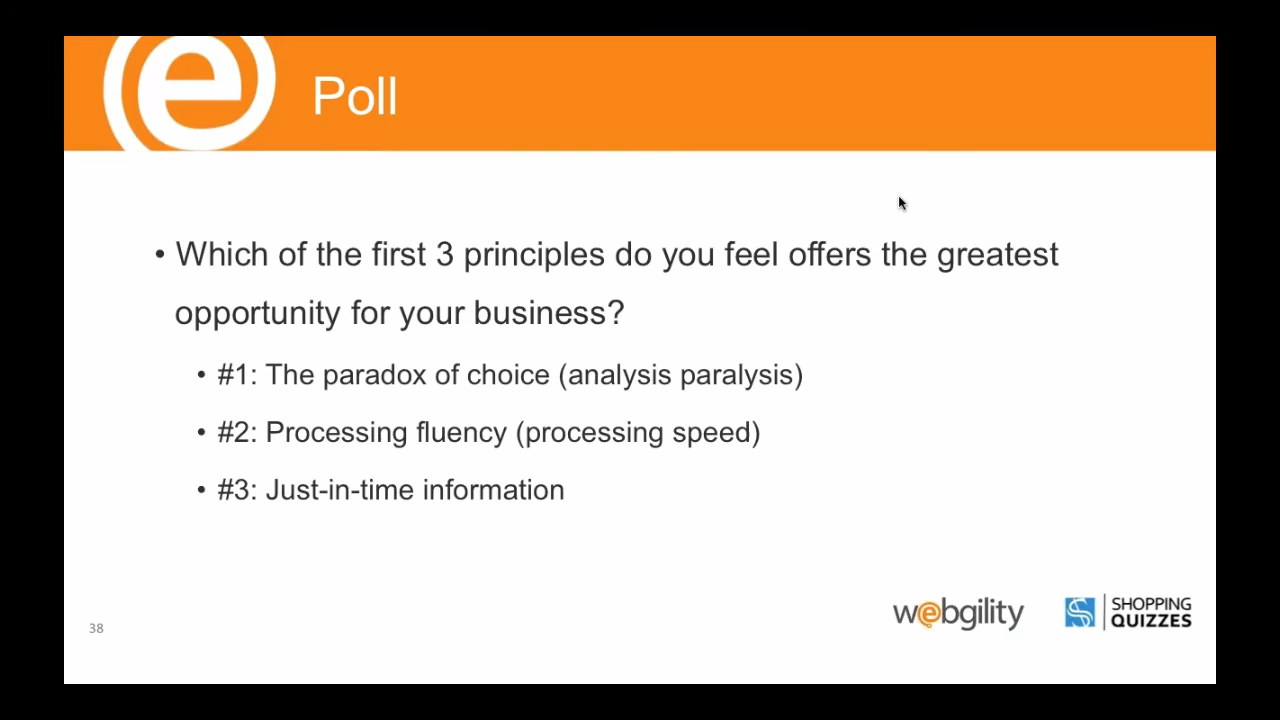 Poll
• Which of the first 3 principles do you feel offers the greatest
opportunity for your business?
• #1: The paradox of choice (analysis paralysis)
• #2: Processing fluency (processing speed)
• #3: Just-in-time information
38
webgility
SHOPPING
QUIZZES